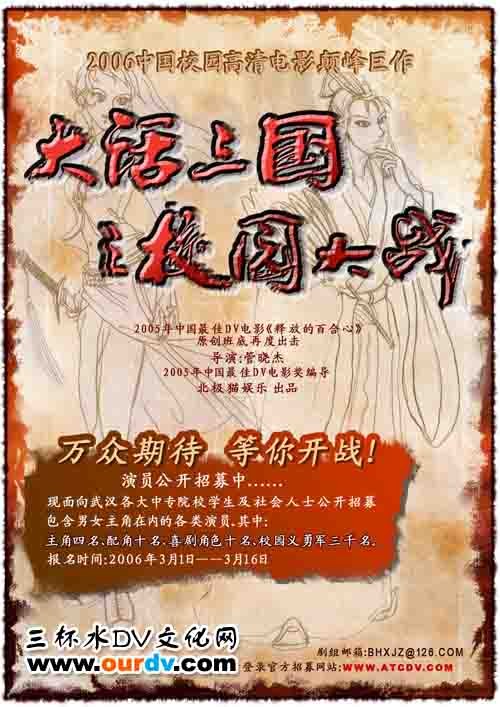 2006中国校园高清电影巅峰巨作
大话三国
之校园大战
2005年中国最佳DV电影《释放的百合心》
原创班底再度出击
导演:管晓杰
2005年中国最佳DV电影奖编导
北极猫娱乐 出品
万众期待 等你开战!
演员公开招募中......
现面向武汉各大中专院校学生及社会人士公开招募
包含男女主角在内的各类演员,其中:
主角四名、配角十名、喜剧角色十名、校园义勇军三千名.
报名时间:2006年3月1日——3月16日
三杯水DV文化网
www.ourdv.com
剧组邮箱:BHXJZ@126.COM
登录官方招募网站:WWW.ATGDV.COM